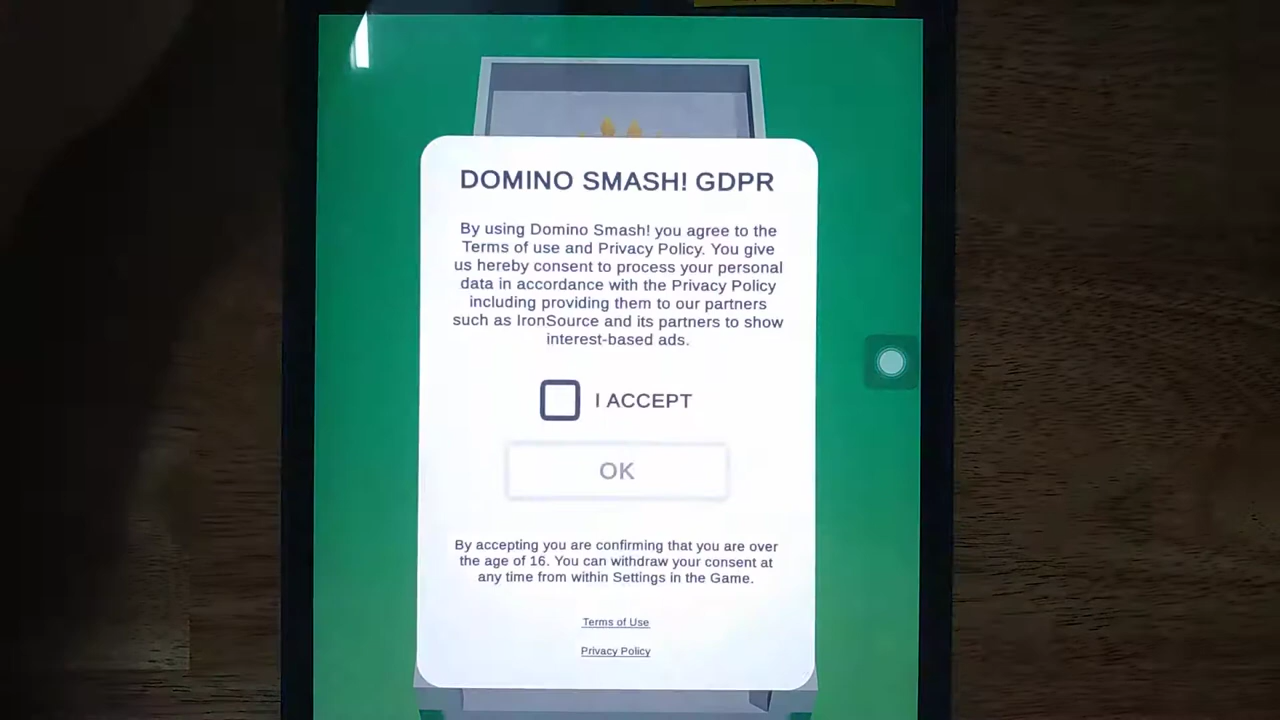 DOMINO SMASH! GDPR
By using Domino Smash! you agree to the
Terms of use and Privacy Policy. You give
us hereby consent to process your personal
data in accordance with the Privacy Policy
including providing them to our partners
such as IronSource and its partners to show
interest-based ads.
I ACCEPT
OK
By accepting you are confirming that you are over
the age of 16. You can withdraw your consent at
any time from within Settings in the Game.
Terms of Use
Privacy Policy